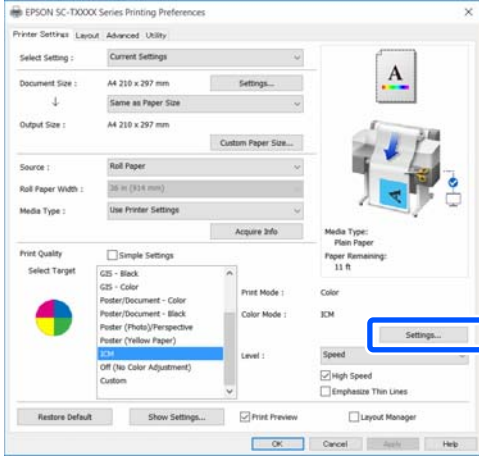 EPSON SC-TXXXX Series Printing Preferences
Printer Settings Layout Advanced Utility
Select Setting : Current Settings
Document Size : A4 210 x 297 mm Settings...
Same as Paper Size
Output Size : A4 210 x 297 mm
Custom Paper Size...
Source : Roll Paper
Roll Paper Width : 36 in (914 mm)
Media Type : Use Printer Settings
Acquire Info
A
Media Type:
Plain Paper
Paper Remaining:
11 ft
Print Quality Simple Settings
Select Target
GIS - Black
GIS - Color
Poster/Document - Color
Poster/Document - Black
Poster (Photo)/Perspective
Poster (Yellow Paper)
ICM
Off (No Color Adjustment)
Custom
Print Mode : Color
Color Mode : ICM
Settings...
Level : Speed
High Speed
Emphasize Thin Lines
Restore Default Show Settings... Print Preview Layout Manager
OK Cancel Apply Help